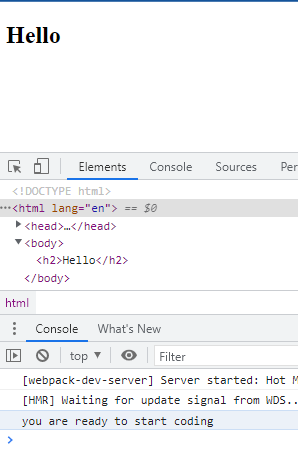 Hello
Elements Console Sources Per
<!DOCTYPE html>
···<html lang="en"> == $0
<head>…</head>
<body>
<h2>Hello</h2>
</body>
html
Console What's New
top Filter
[webpack-dev-server] Server started: Hot M
[HMR] Waiting for update signal from WDS..
you are ready to start coding
>